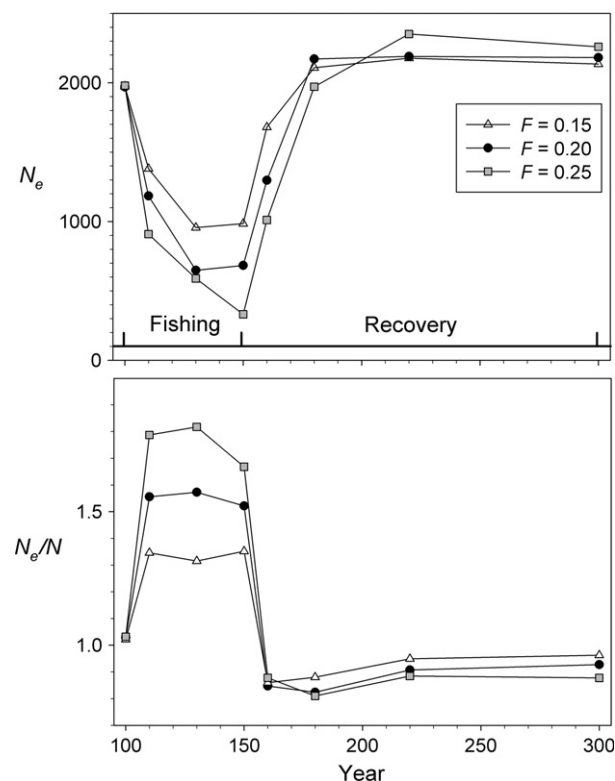 2000
1000
0
N_e
F = 0.15
F = 0.20
F = 0.25
Fishing
Recovery
1.5
1.0
N_e/N
100 150 200 250 300
Year